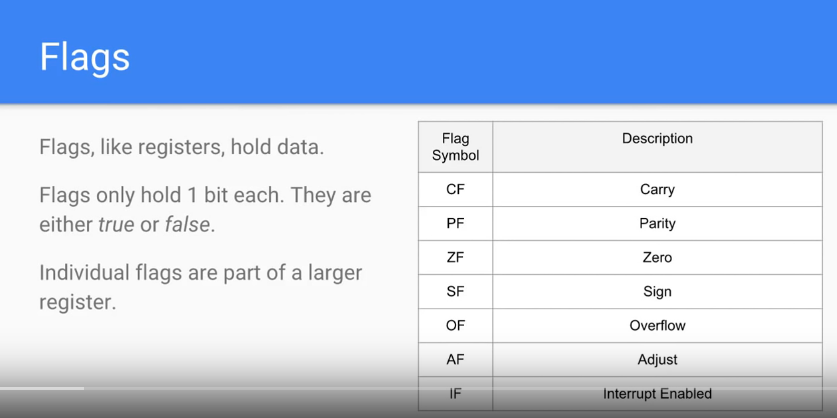 Flags
Flags, like registers, hold data.
Flags only hold 1 bit each. They are
either true or false.
Individual flags are part of a larger
register.
Flag
Symbol
Description
CF
Carry
PF
Parity
ZF
Zero
SF
Sign
OF
Overflow
AF
Adjust
IF
Interrupt Enabled